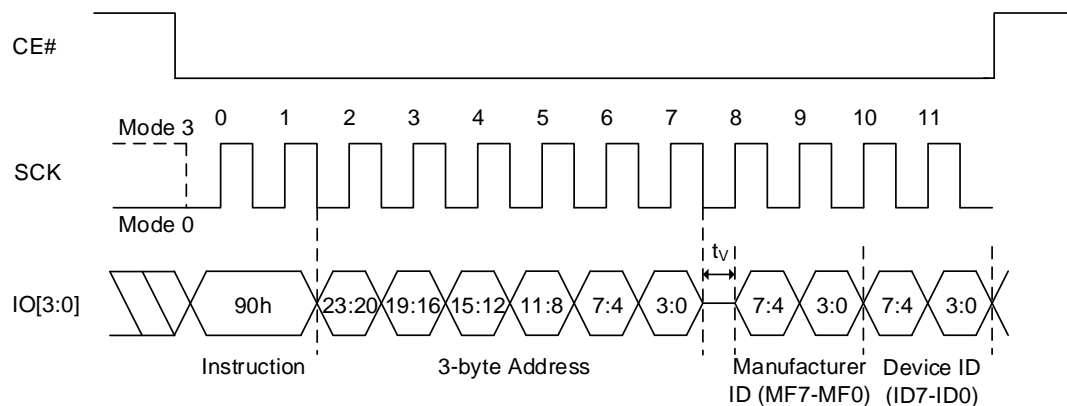 CE#
0 1 2 3 4 5 6 7 8 9 10 11
Mode 3
SCK
Mode 0
tV
IO[3:0]
90h 23:20 19:16 15:12 11:8 7:4 3:0 7:4 3:0 7:4 3:0
Instruction 3-byte Address Manufacturer Device ID
ID (MF7-MF0) (ID7-ID0)